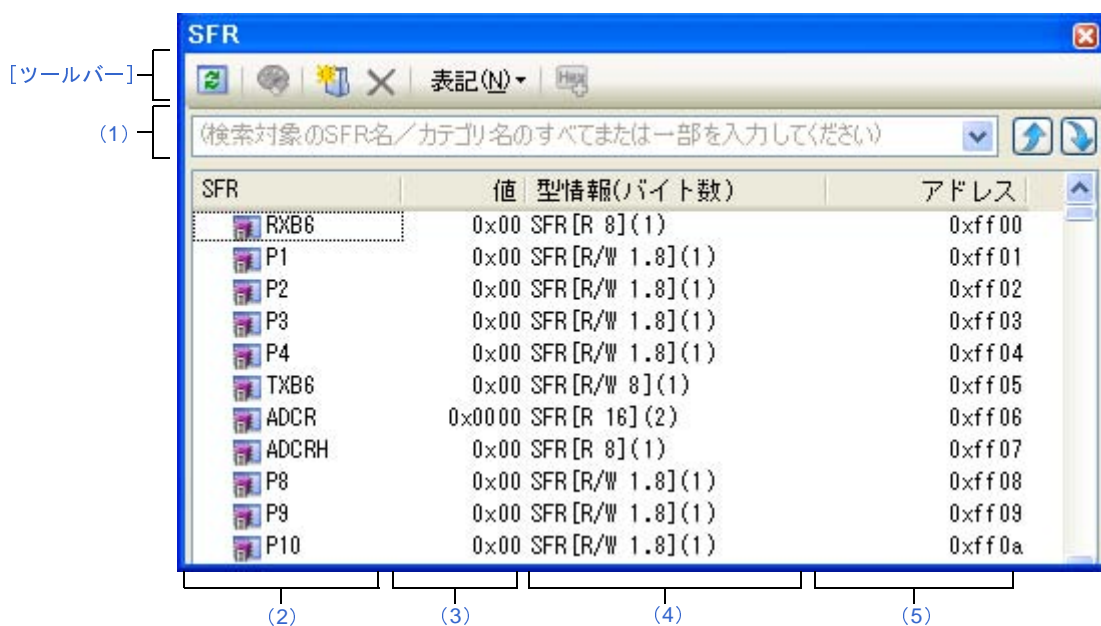 SFR
[ツールバー]
表記(N)
Hex
(1)
(検索対象のSFR名／カテゴリ名のすべてまたは一部を入力してください)
SFR 値 型情報(バイト数) アドレス
RXB6 0x00 SFR[R 8](1) 0xff00
P1 0x00 SFR[R/W 1.8](1) 0xff01
P2 0x00 SFR[R/W 1.8](1) 0xff02
P3 0x00 SFR[R/W 1.8](1) 0xff03
P4 0x00 SFR[R/W 1.8](1) 0xff04
TXB6 0x00 SFR[R/W 8](1) 0xff05
ADCR 0x0000 SFR[R 16](2) 0xff06
ADCRH 0x00 SFR[R 8](1) 0xff07
P8 0x00 SFR[R/W 1.8](1) 0xff08
P9 0x00 SFR[R/W 1.8](1) 0xff09
P10 0x00 SFR[R/W 1.8](1) 0xff0a
(2) (3) (4) (5)